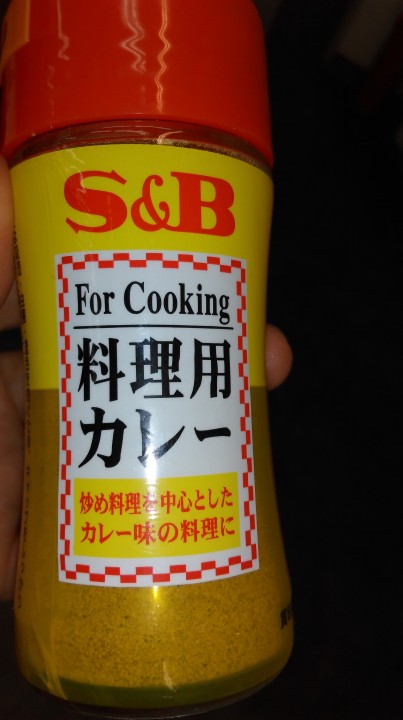 S&B
For Cooking
料理用
カレー
炒め料理を中心とした
カレー味の料理に